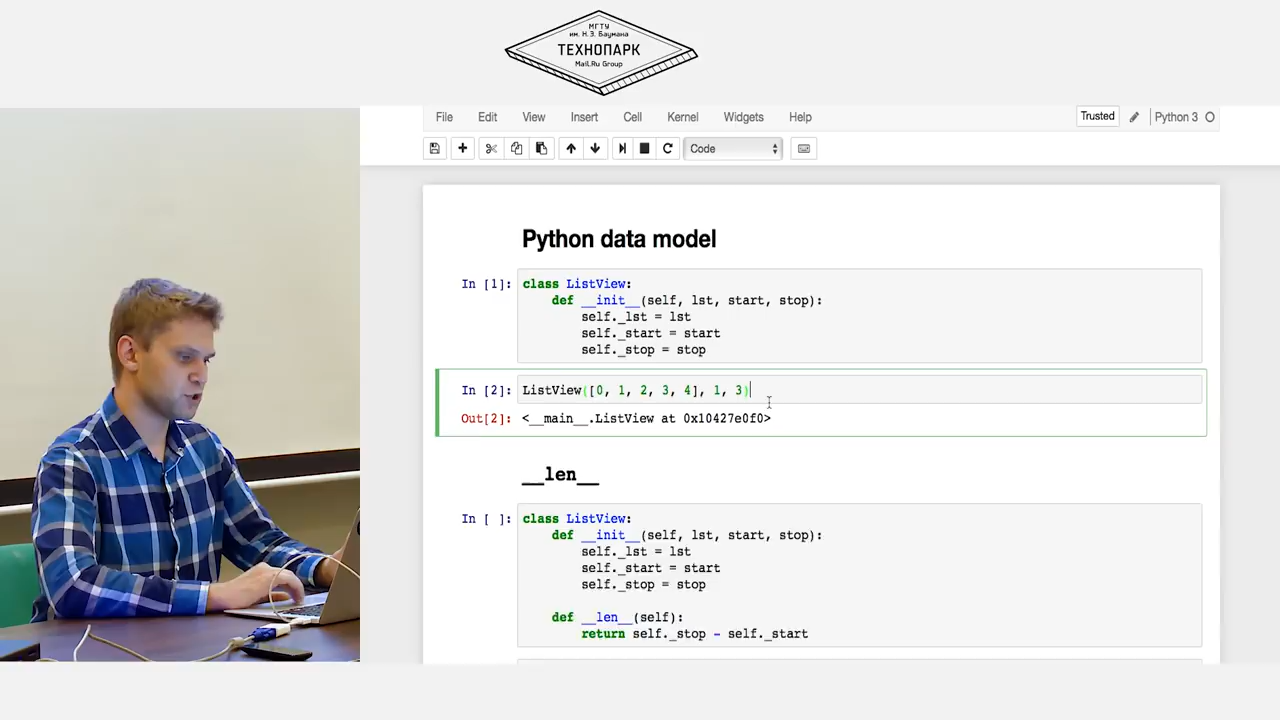 МГТУ
им. Н.Э. Баумана
ТЕХНОПАРК
Mail.Ru Group
File Edit View Insert Cell Kernel Widgets Help Trusted Python 3
Code
Python data model
In [1]: class ListView:
    def __init__(self, lst, start, stop):
        self._lst = lst
        self._start = start
        self._stop = stop
In [2]: ListView([0, 1, 2, 3, 4], 1, 3)
Out[2]: <__main__.ListView at 0x10427e0f0>
__len__
In [ ]: class ListView:
    def __init__(self, lst, start, stop):
        self._lst = lst
        self._start = start
        self._stop = stop
    def __len__(self):
        return self._stop - self._start